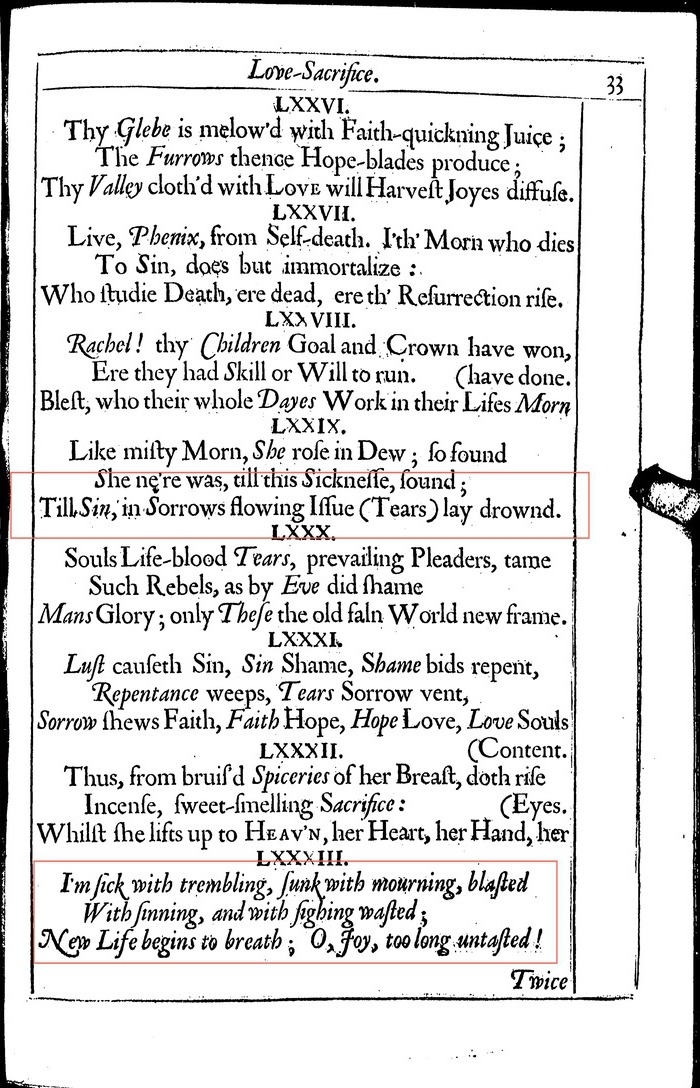 Love-Sacrifice.
33
LXXVI.
Thy Glebe is melow'd with Faith-quickning Juice ;
The Furrows thence Hope-blades produce ;
Thy Valley cloth'd with LOVE will Harveſt Joyes diffuſe.
LXXVII.
Live, Phenix, from Self-death. I'th' Morn who dies
To Sin, does but immortalize :
Who ſtudie Death, ere dead, ere th' Reſurrection riſe.
LXXVIII.
Rachel! thy Children Goal and Crown have won,
Ere they had Skill or Will to run. (have done.
Bleſt, who their whole Dayes Work in their Lifes Morn
LXXIX.
Like miſty Morn, She roſe in Dew ; ſo found
She ne're was, till this Sickneſſe, ſound ;
Till Sin, in Sorrows flowing Iſſue (Tears) lay drownd.
LXXX.
Souls Life-blood Tears, prevailing Pleaders, tame
Such Rebels, as by Eve did ſhame
Mans Glory ; only Theſe the old faln World new frame.
LXXXI.
Luſt cauſeth Sin, Sin Shame, Shame bids repent,
Repentance weeps, Tears Sorrow vent,
Sorrow ſhews Faith, Faith Hope, Hope Love, Love Souls
LXXXII. (Content.
Thus, from bruiſ'd Spiceries of her Breaſt, doth riſe
Incenſe, ſweet-ſmelling Sacrifice : (Eyes.
Whilſt ſhe lifts up to HEAV'N, her Heart, her Hand, her
LXXXIII.
I'm ſick with trembling, ſunk with mourning, blaſted
With ſinning, and with ſighing waſted ;
New Life begins to breath ; O, Joy, too long untaſted !
Twice